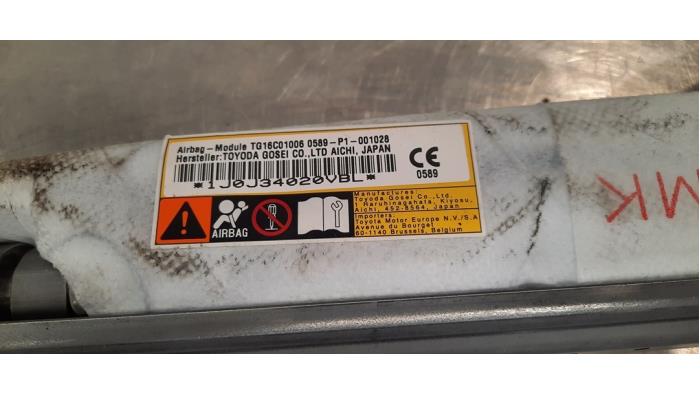 Airbag-Module TG16C01006 0589-P1-001028
Hersteller:TOYODA GOSEI CO.,LTD AICHI, JAPAN
*1J0J34020VBL*
CE
0589
AIRBAG
Manufactures:
Toyoda Gosei Co., Ltd.
1 Naruhinagahata, Kiyosu,
Aichi, 452-8564, Japan
Importers:
Toyota Motor Europe N.V./S.A
Avenue du Bourget
60-1140 Brussels, Belgium
MK